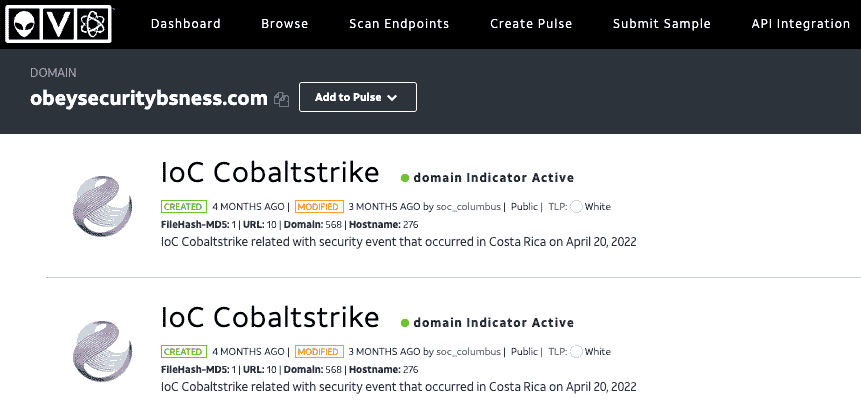 V
Dashboard Browse Scan Endpoints Create Pulse Submit Sample API Integration
DOMAIN
obeysecuritybsness.com Add to Pulse
IoC Cobaltstrike domain Indicator Active
CREATED 4 MONTHS AGO | MODIFIED 3 MONTHS AGO by soc_columbus | Public | TLP: White
FileHash-MD5: 1 | URL: 10 | Domain: 568 | Hostname: 276
IoC Cobaltstrike related with security event that occurred in Costa Rica on April 20, 2022
IoC Cobaltstrike domain Indicator Active
CREATED 4 MONTHS AGO | MODIFIED 3 MONTHS AGO by soc_columbus | Public | TLP: White
FileHash-MD5: 1 | URL: 10 | Domain: 568 | Hostname: 276
IoC Cobaltstrike related with security event that occurred in Costa Rica on April 20, 2022